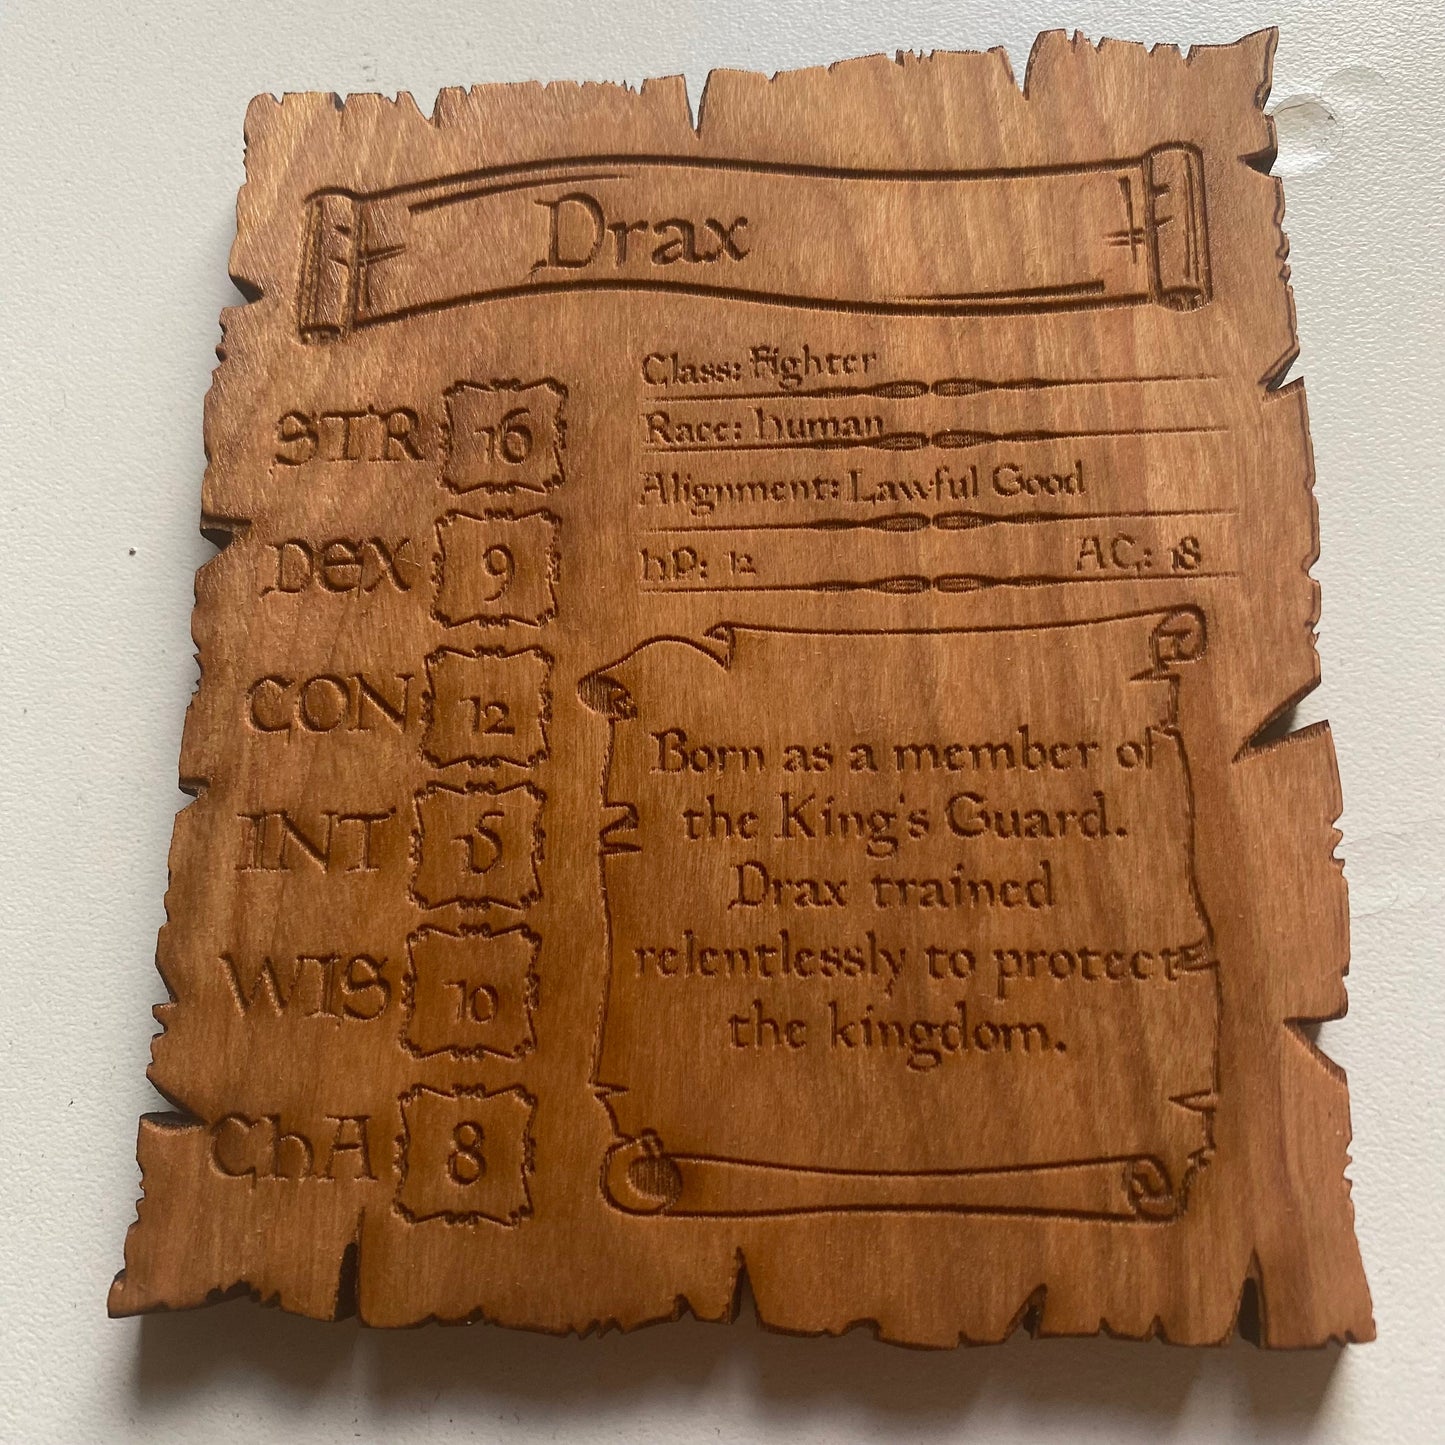 Drax
STR 16
DEX 9
CON 12
INT 15
WIS 10
ChA 8
Class: Fighter
Race: human
Alignment: Lawful Good
hp: 12 AC: 18
Born as a member of
the King's Guard.
Drax trained
relentlessly to protect
the kingdom.